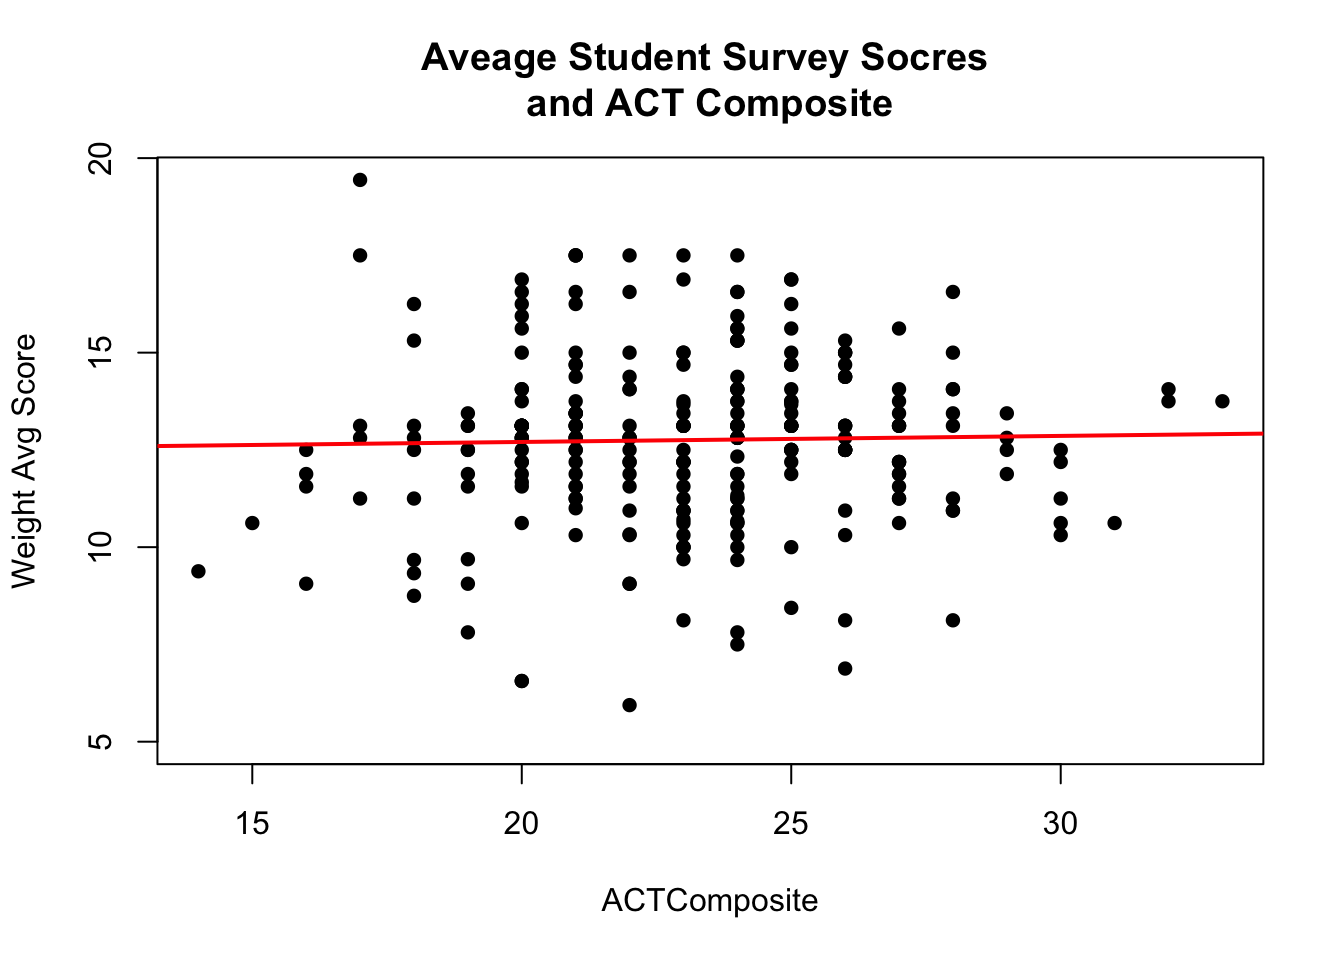 Aveage Student Survey Socres
and ACT Composite
Weight Avg Score
20
15
10
5
15 20 25 30
ACTComposite